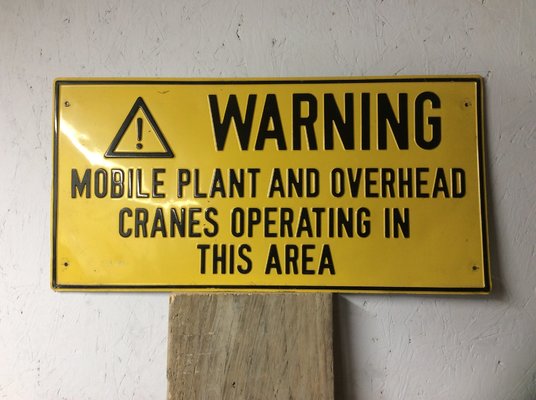 WARNING
MOBILE PLANT AND OVERHEAD
CRANES OPERATING IN
THIS AREA